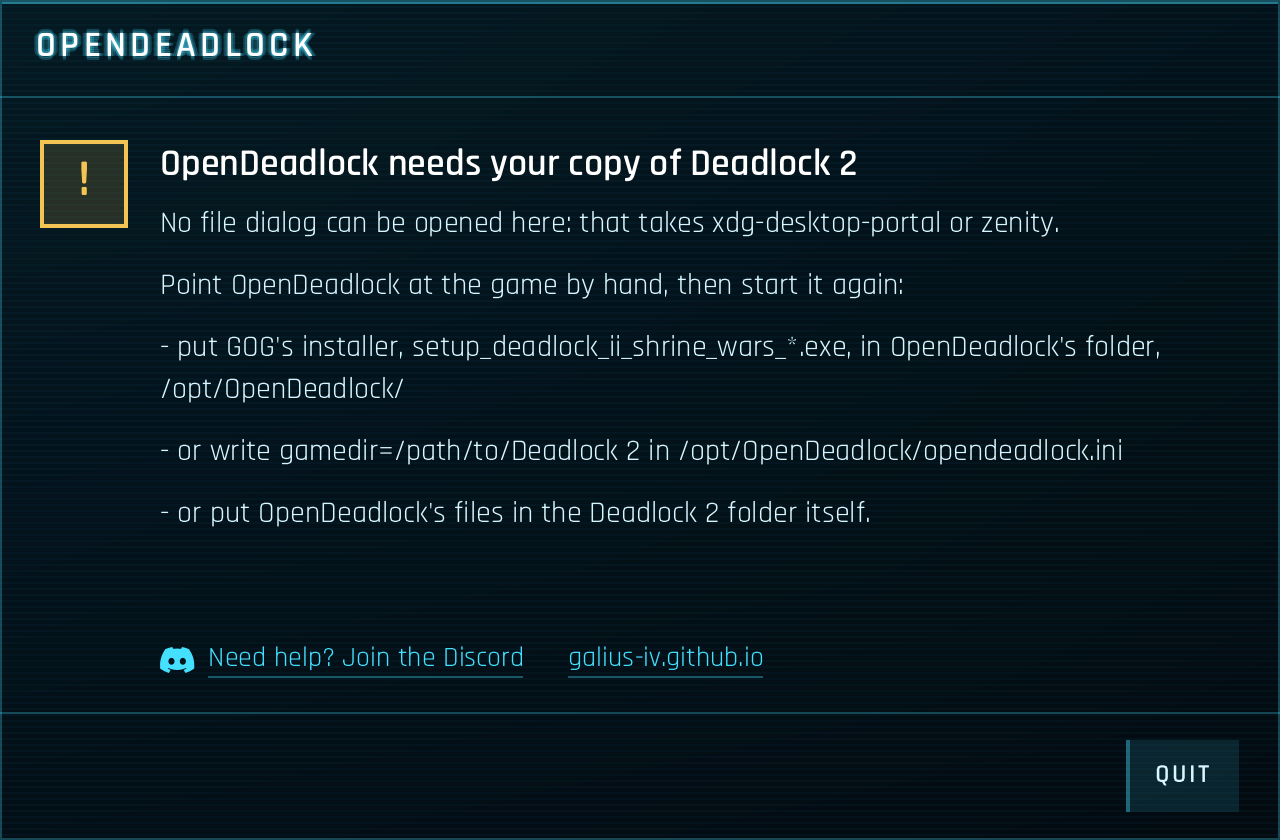 OPENDEADLOCK
!
OpenDeadlock needs your copy of Deadlock 2
No file dialog can be opened here: that takes xdg-desktop-portal or zenity.
Point OpenDeadlock at the game by hand, then start it again:
- put GOG's installer, setup_deadlock_ii_shrine_wars_*.exe, in OpenDeadlock's folder,
/opt/OpenDeadlock/
- or write gamedir=/path/to/Deadlock 2 in /opt/OpenDeadlock/opendeadlock.ini
- or put OpenDeadlock's files in the Deadlock 2 folder itself.
Need help? Join the Discord galius-iv.github.io
QUIT